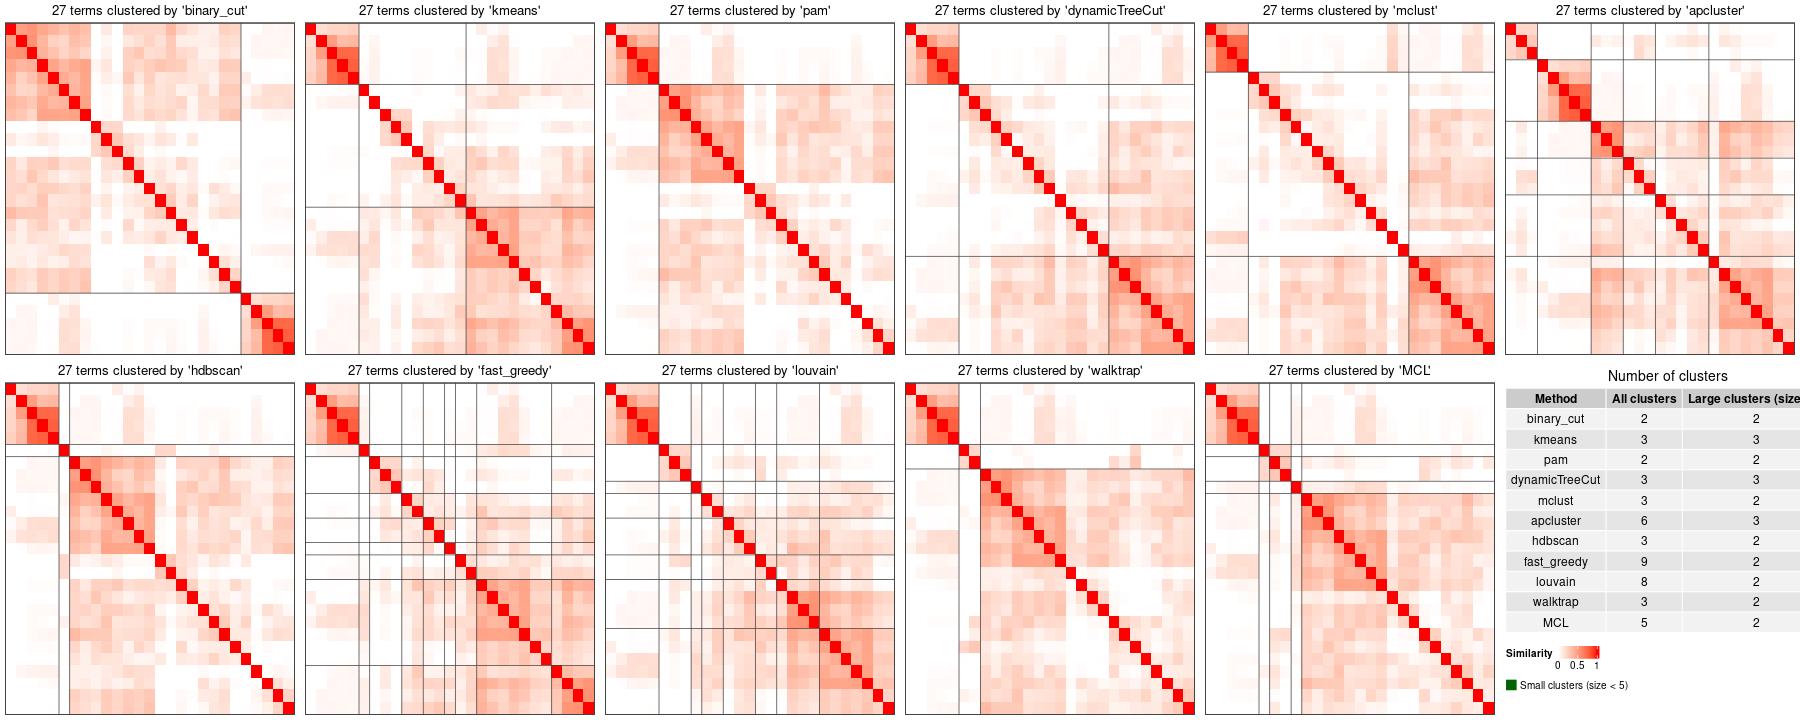 27 terms clustered by 'binary_cut'
27 terms clustered by 'kmeans'
27 terms clustered by 'pam'
27 terms clustered by 'dynamicTreeCut'
27 terms clustered by 'mclust'
27 terms clustered by 'apcluster'
27 terms clustered by 'hdbscan'
27 terms clustered by 'fast_greedy'
27 terms clustered by 'louvain'
27 terms clustered by 'walktrap'
27 terms clustered by 'MCL'
Number of clusters
Method All clusters Large clusters (size
binary_cut 2 2
kmeans 3 3
pam 2 2
dynamicTreeCut 3 3
mclust 3 2
apcluster 6 3
hdbscan 3 2
fast_greedy 9 2
louvain 8 2
walktrap 3 2
MCL 5 2
Similarity
0 0.5 1
Small clusters (size < 5)